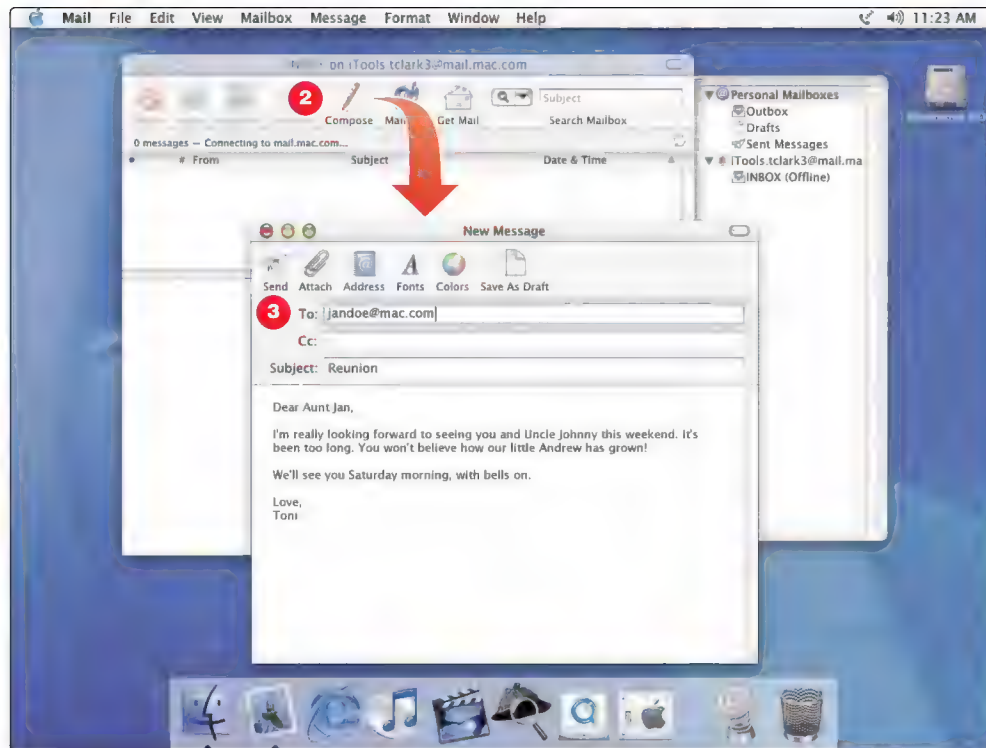 Mail File Edit View Mailbox Message Format Window Help 11:23 AM
on iTools tclark3@mail.mac.com
2
Compose Get Mail Subject
Search Mailbox
0 messages — Connecting to mail.mac.com...
# From Subject Date & Time
Personal Mailboxes
Outbox
Drafts
Sent Messages
iTools.tclark3@mail.ma
INBOX (Offline)
New Message
Send Attach Address Fonts Colors Save As Draft
3 To: jandoe@mac.com
Cc:
Subject: Reunion
Dear Aunt Jan,
I'm really looking forward to seeing you and Uncle Johnny this weekend. It's
been too long. You won't believe how our little Andrew has grown!
We'll see you Saturday morning, with bells on.
Love,
Toni